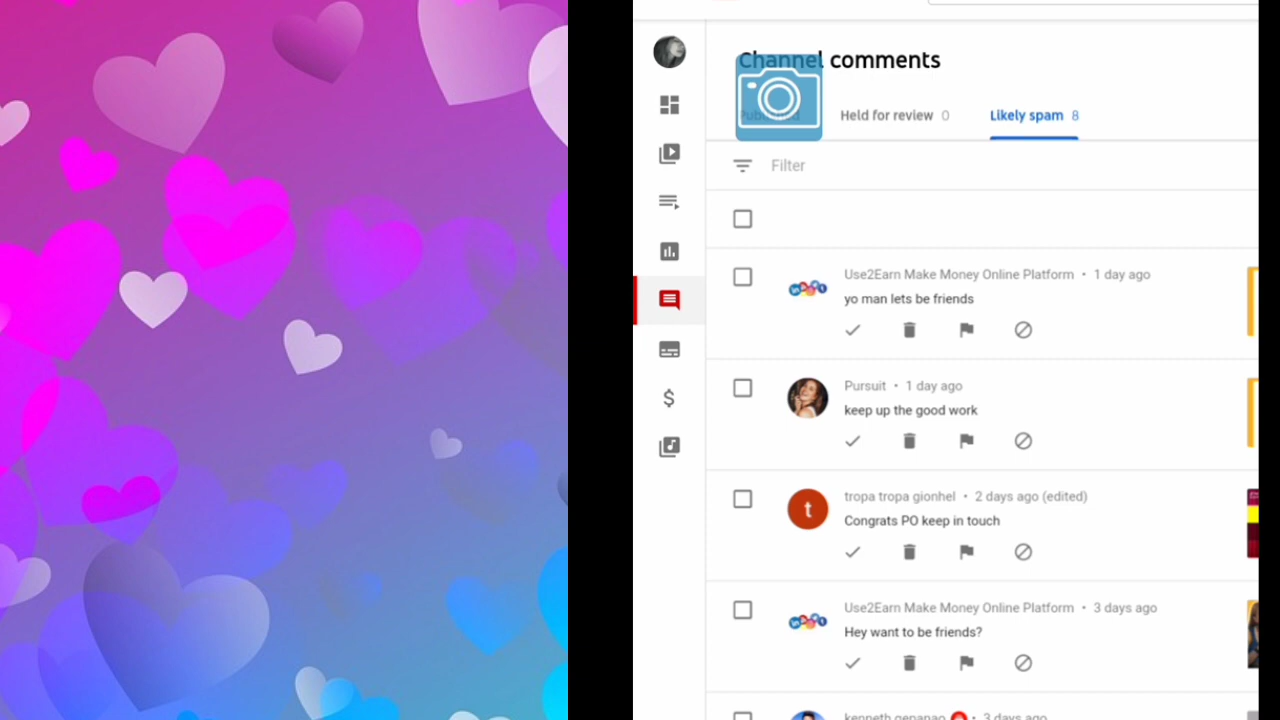 Channel comments
Published
Held for review 0
Likely spam 8
Filter
Use2Earn Make Money Online Platform • 1 day ago
yo man lets be friends
Pursuit • 1 day ago
keep up the good work
t
tropa tropa gionhel • 2 days ago (edited)
Congrats PO keep in touch
Use2Earn Make Money Online Platform • 3 days ago
Hey want to be friends?
kenneth genapao • 3 days ago